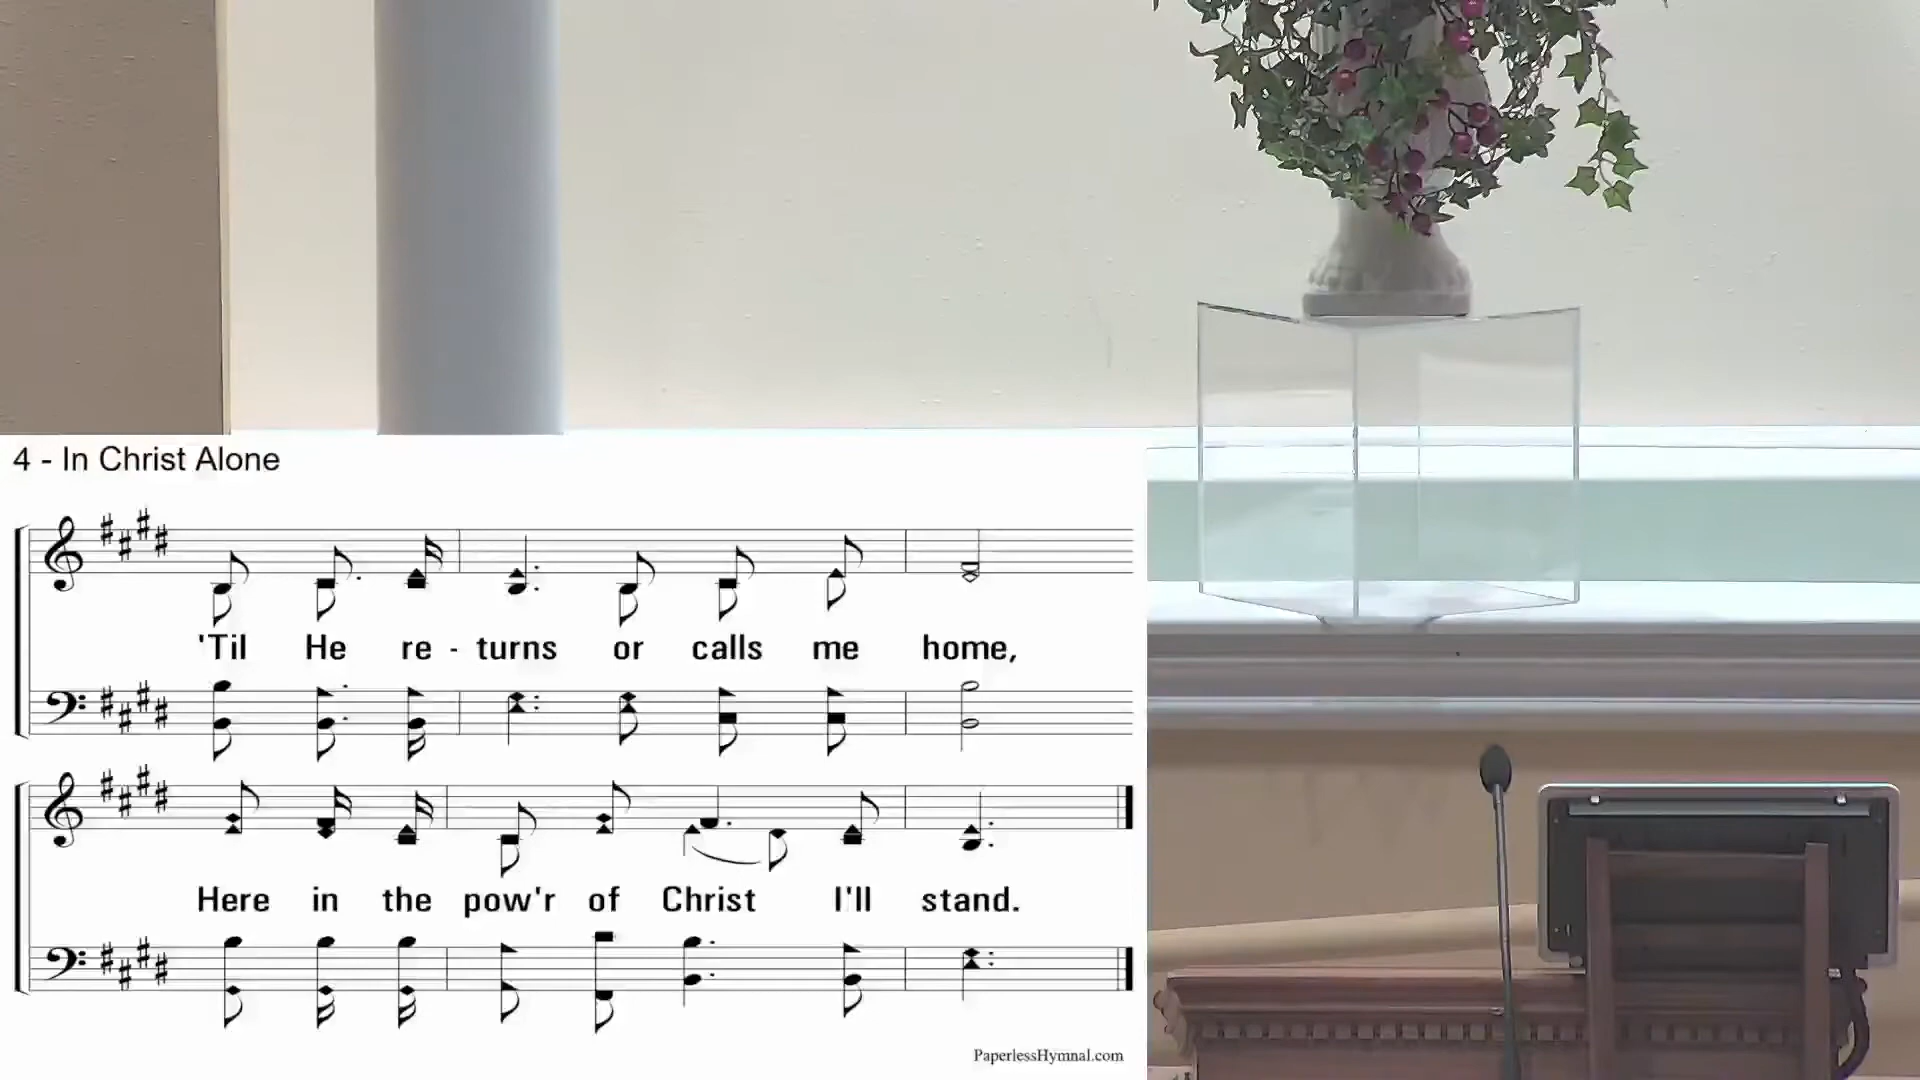 4 - In Christ Alone
'Til He re - turns or calls me home,
Here in the pow'r of Christ I'll stand.
PaperlessHymnal.com